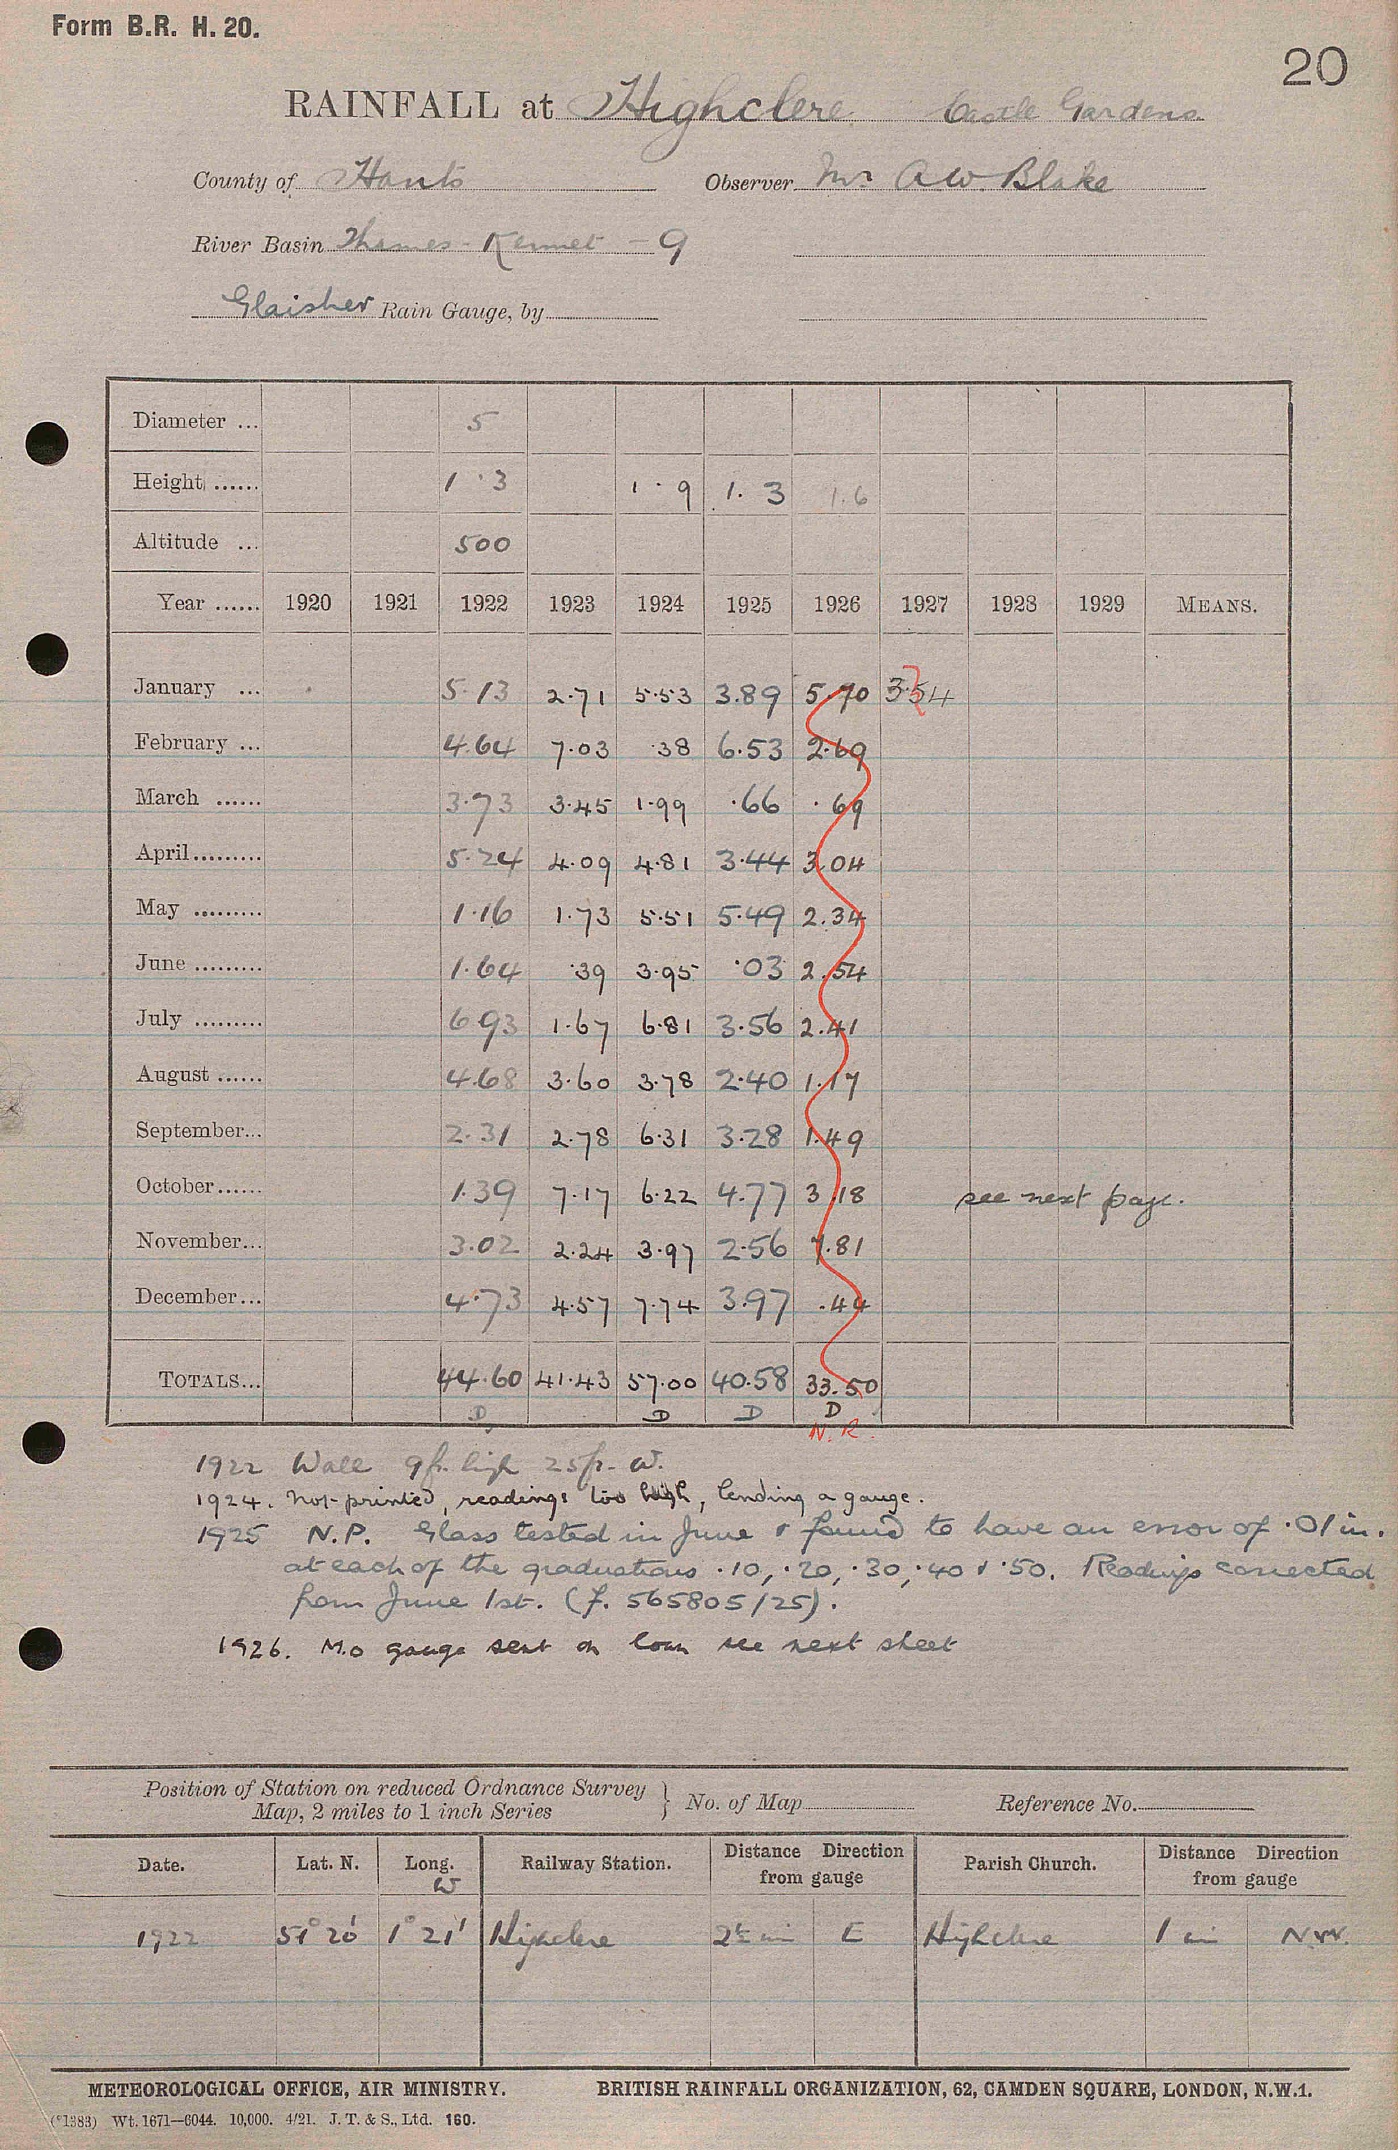 Form B.R. H. 20.
20
RAINFALL at Highclere Castle Gardens
County of Hants Observer Mr A W. Blake
River Basin Thames - Kennet - 9
Glaisher Rain Gauge, by
Diameter ... 5
Height ...... 1 · 3 1 · 9 1. 3 1.6
Altitude ... 500
Year ...... 1920 1921 1922 1923 1924 1925 1926 1927 1928 1929 MEANS.
January ... 5.13 2.71 5.53 3.89 5.70 3.54
February ... 4.64 7.03 .38 6.53 2.69
March ...... 3.73 3.45 1.99 .66 .69
April ......... 5.24 4.09 4.81 3.44 3.04
May ......... 1.16 1.73 5.51 5.49 2.34
June ......... 1.64 .39 3.95 .03 2.54
July ......... 6.93 1.67 6.81 3.56 2.41
August ...... 4.68 3.60 3.78 2.40 1.17
September... 2.31 2.78 6.31 3.28 1.49
October ...... 1.39 7.17 6.22 4.77 3.18 see next page.
November... 3.02 2.24 3.97 2.56 7.81
December... 4.73 4.57 7.74 3.97 .44
TOTALS... 44.60 41.43 57.00 40.58 33.50
D D D D
N. R.
1922 Wall 9ft. high 25ft. W.
1924. Not printed, readings too high, lending a gauge.
1925 N.P. Glass tested in June & found to have an error of .01 in.
at each of the graduations .10, .20, .30, .40 & .50. Readings corrected
from June 1st. (f. 565805/25).
1926. M.O gauge sent on loan see next sheet
Position of Station on reduced Ordnance Survey
Map, 2 miles to 1 inch Series } No. of Map Reference No.
Date. Lat. N. Long. W Railway Station. Distance Direction from gauge Parish Church. Distance Direction from gauge
1922 51° 20' 1° 21' Highclere 2½ mi E Highclere 1 mi N.W.
METEOROLOGICAL OFFICE, AIR MINISTRY. BRITISH RAINFALL ORGANIZATION, 62, CAMDEN SQUARE, LONDON, N.W.1.
(*1383) Wt. 1671—6044. 10,000. 4/21. J. T. & S., Ltd. 160.